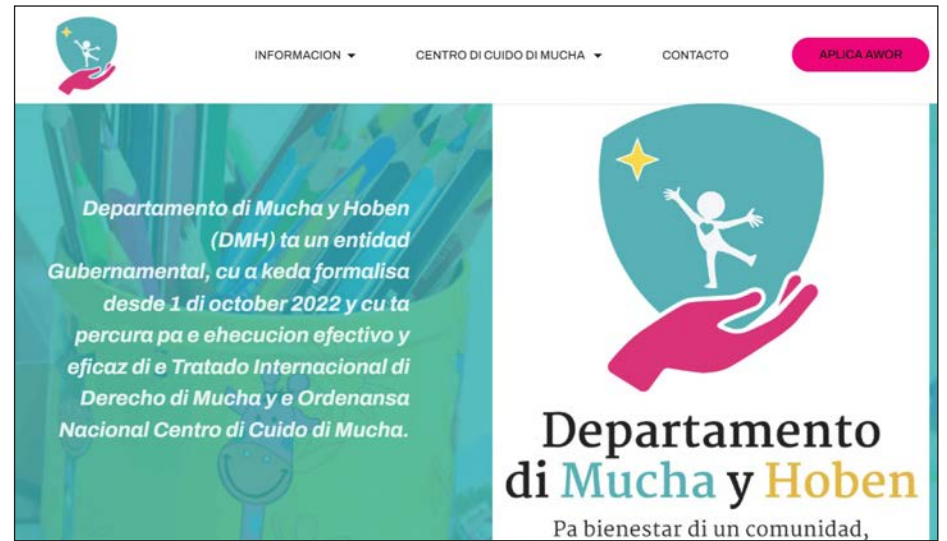 INFORMACION
CENTRO DI CUIDO DI MUCHA
CONTACTO
APLICA AWOR
Departamento di Mucha y Hoben
(DMH) ta un entidad
Gubernamental, cu a keda formalisa
desde 1 di october 2022 y cu ta
percura pa e ehecucion efectivo y
eficaz di e Tratado Internacional di
Derecho di Mucha y e Ordenansa
Nacional Centro di Cuido di Mucha.
Departamento
di Mucha y Hoben
Pa bienestar di un comunidad,